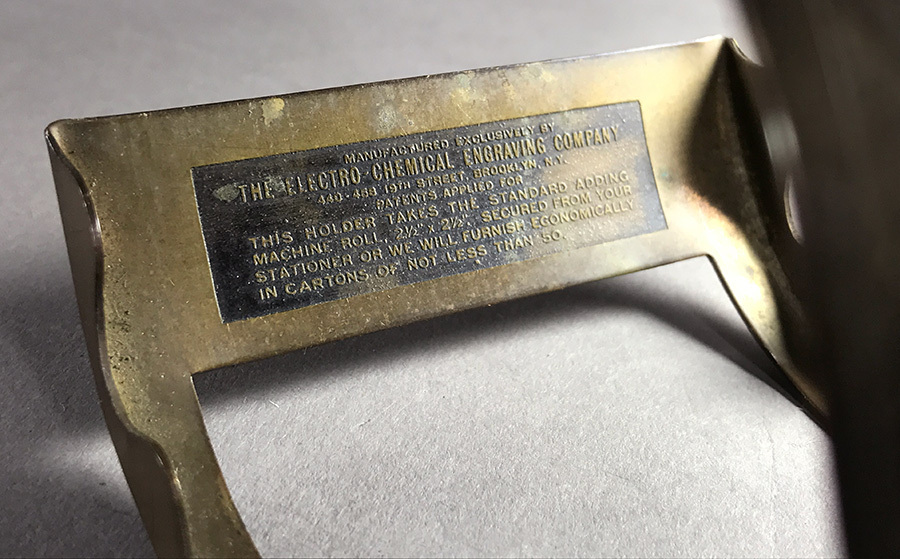 MANUFACTURED EXCLUSIVELY BY
THE ELECTRO CHEMICAL ENGRAVING COMPANY
19TH STREET, BROOKLYN, N.Y.
PATENTS APPLIED FOR
THIS HOLDER TAKES THE STANDARD ADDING
MACHINE ROLL 2½" X 2½" SECURED FROM YOUR
STATIONER OR WE WILL FURNISH ECONOMICALLY
IN CARTONS OF NOT LESS THAN 50.